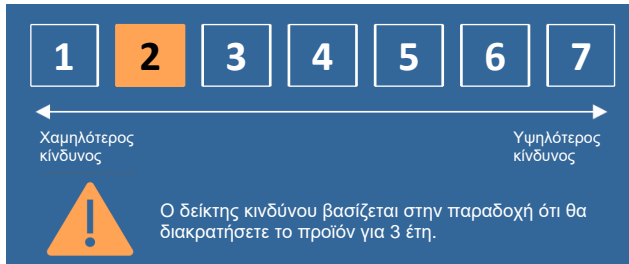 1 2 3 4 5 6 7
Χαμηλότερος Υψηλότερος
κίνδυνος κίνδυνος
Ο δείκτης κινδύνου βασίζεται στην παραδοχή ότι θα
διακρατήσετε το προϊόν για 3 έτη.